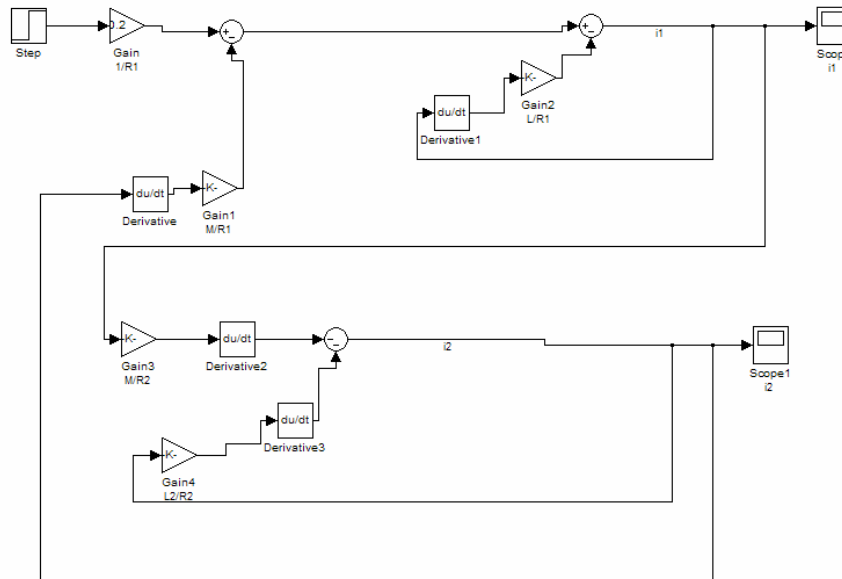 0.2
Step
Gain
1/R1
i1
Scop
i1
K-
Gain2
L/R1
du/dt
Derivative1
du/dt
Derivative
K-
Gain1
M/R1
K-
Gain3
M/R2
du/dt
Derivative2
i2
Scope1
i2
du/dt
Derivative3
K-
Gain4
L2/R2